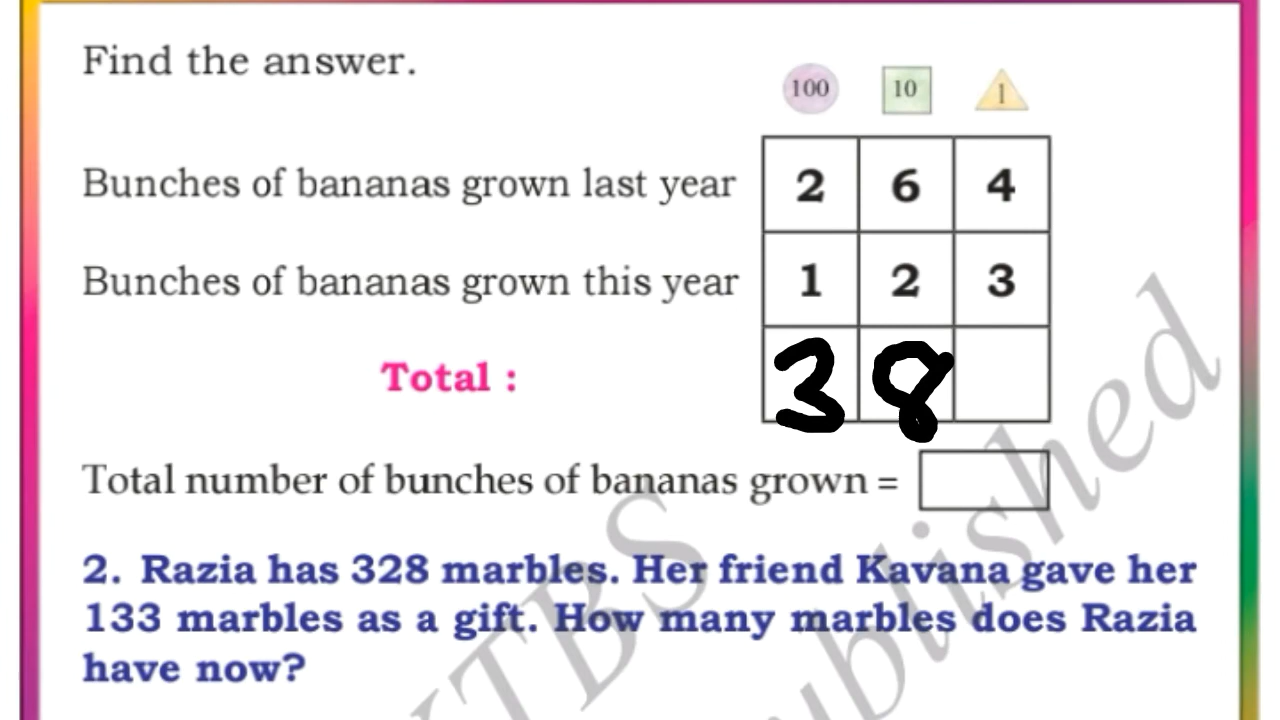 Find the answer.
100 10 1
Bunches of bananas grown last year 2 6 4
Bunches of bananas grown this year 1 2 3
Total : 3 8
Total number of bunches of bananas grown =
2. Razia has 328 marbles. Her friend Kavana gave her
133 marbles as a gift. How many marbles does Razia
have now?
KTBS